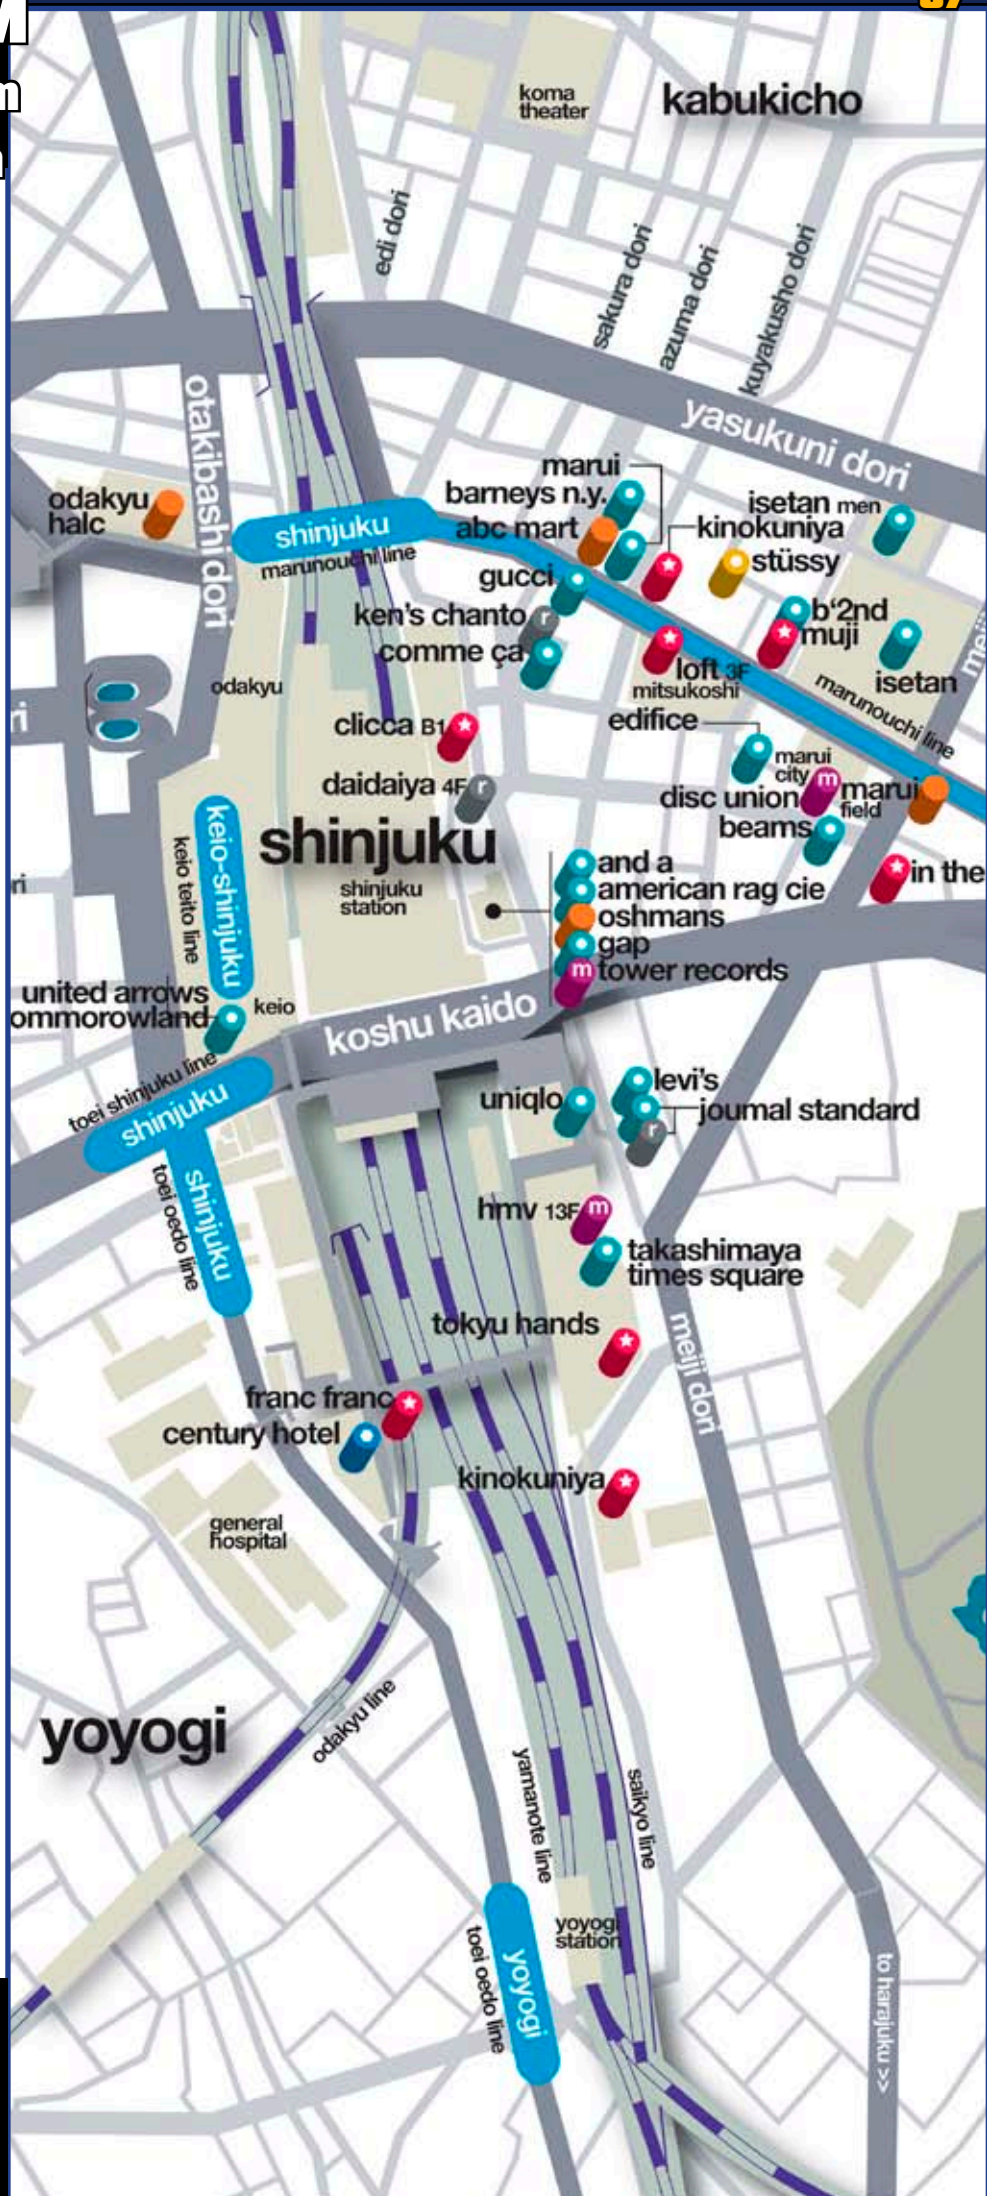 koma
theater
kabukicho
edi dori
sakura dori
azuma dori
kuyakusho dori
yasukuni dori
otakibashi dori
odakyu
halc
shinjuku
marunouchi line
marui
barneys n.y.
abc mart
isetan men
kinokuniya
stüssy
gucci
ken's chanto
r
comme ça
b'2nd
muji
loft 3F
mitsukoshi
isetan
marunouchi line
odakyu
clicca B1
edifice
marui
city
m
disc union
marui
field
beams
daidaiya 4F
r
shinjuku
shinjuku
station
keio-shinjuku
keio teito line
and a
american rag cie
oshmans
gap
m
tower records
in the
united arrows
ommorowland
keio
koshu kaido
toei shinjuku line
shinjuku
shinjuku
toei oedo line
uniqlo
levi's
journal standard
r
hmv 13F
m
takashimaya
times square
tokyu hands
meiji dori
franc franc
century hotel
kinokuniya
general
hospital
yoyogi
odakyu line
yamanote line
saikyo line
yoyogi
station
yoyogi
toei oedo line
to harajuku >>